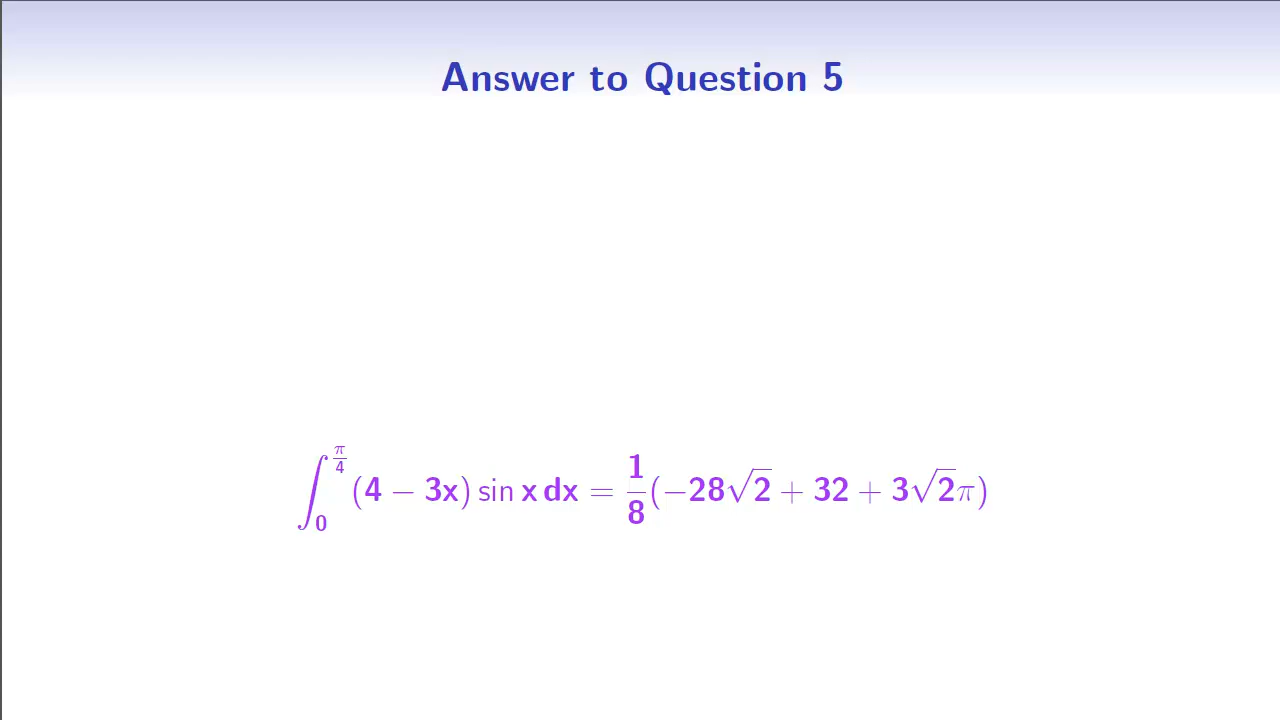 Answer to Question 5
∫₀^{π/4} (4 − 3x) sin x dx = 1/8 (−28√2 + 32 + 3√2π)